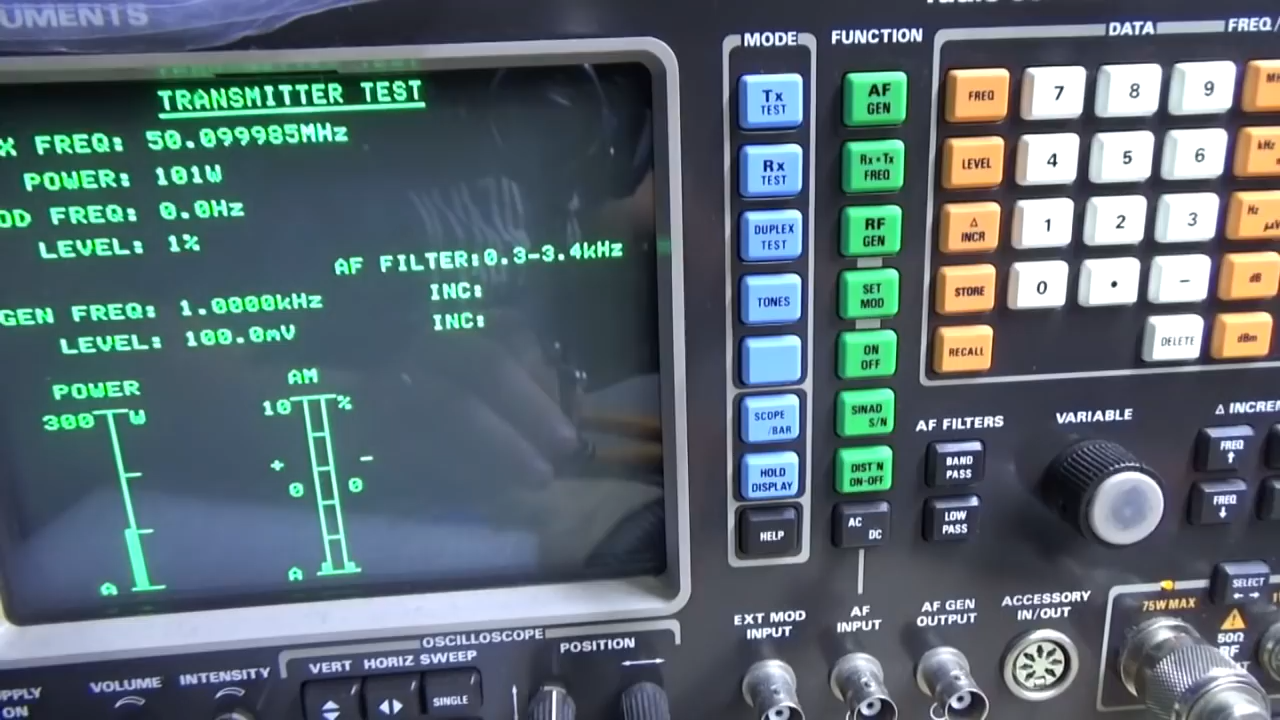 UMENTS
TRANSMITTER TEST
X FREQ: 50.099985MHz
POWER: 101W
OD FREQ: 0.0Hz
LEVEL: 1%
AF FILTER:0.3-3.4kHz
INC:
GEN FREQ: 1.0000kHz
INC:
LEVEL: 100.0mV
POWER
300 W
AM
10 %
+ -
0 0
MODE
Tx TEST
Rx TEST
DUPLEX TEST
TONES
SCOPE /BAR
HOLD DISPLAY
HELP
FUNCTION
AF GEN
Rx•Tx FREQ
RF GEN
SET MOD
ON OFF
SINAD S/N
DIST'N ON-OFF
AC DC
DATA
FREQ/
FREQ 7 8 9
LEVEL 4 5 6 kHz
Δ INCR 1 2 3 Hz µV
STORE 0 • - dB
RECALL DELETE dBm
AF FILTERS
BAND PASS
LOW PASS
VARIABLE
Δ INCREM
FREQ ↑
FREQ ↓
SELECT
← →
EXT MOD INPUT
AF INPUT
AF GEN OUTPUT
ACCESSORY IN/OUT
75W MAX
50Ω
RF
PPLY
ON
VOLUME
INTENSITY
OSCILLOSCOPE
VERT HORIZ SWEEP
SINGLE
POSITION